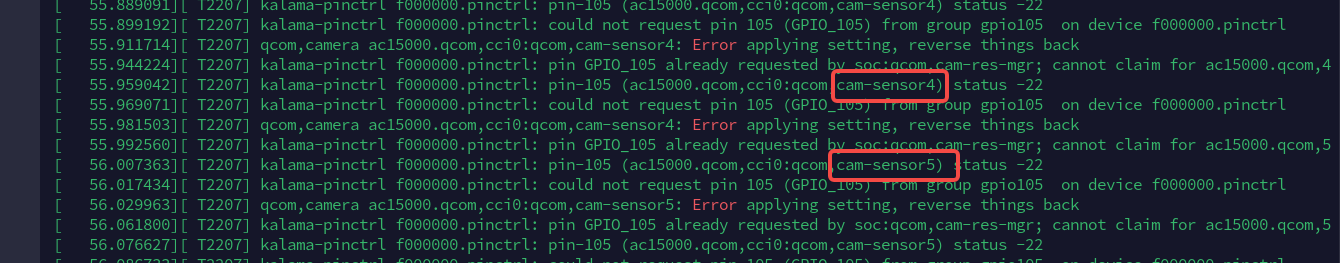 [   55.889091][ T2207] kalama-pinctrl f000000.pinctrl: pin-105 (ac15000.qcom,cci0:qcom,cam-sensor4) status -22
[   55.899192][ T2207] kalama-pinctrl f000000.pinctrl: could not request pin 105 (GPIO_105) from group gpio105  on device f000000.pinctrl
[   55.911714][ T2207] qcom,camera ac15000.qcom,cci0:qcom,cam-sensor4: Error applying setting, reverse things back
[   55.944224][ T2207] kalama-pinctrl f000000.pinctrl: pin GPIO_105 already requested by soc:qcom,cam-res-mgr; cannot claim for ac15000.qcom,4
[   55.959042][ T2207] kalama-pinctrl f000000.pinctrl: pin-105 (ac15000.qcom,cci0:qcom,cam-sensor4) status -22
[   55.969071][ T2207] kalama-pinctrl f000000.pinctrl: could not request pin 105 (GPIO_105) from group gpio105  on device f000000.pinctrl
[   55.981503][ T2207] qcom,camera ac15000.qcom,cci0:qcom,cam-sensor4: Error applying setting, reverse things back
[   55.992560][ T2207] kalama-pinctrl f000000.pinctrl: pin GPIO_105 already requested by soc:qcom,cam-res-mgr; cannot claim for ac15000.qcom,5
[   56.007363][ T2207] kalama-pinctrl f000000.pinctrl: pin-105 (ac15000.qcom,cci0:qcom,cam-sensor5) status -22
[   56.017434][ T2207] kalama-pinctrl f000000.pinctrl: could not request pin 105 (GPIO_105) from group gpio105  on device f000000.pinctrl
[   56.029963][ T2207] qcom,camera ac15000.qcom,cci0:qcom,cam-sensor5: Error applying setting, reverse things back
[   56.061800][ T2207] kalama-pinctrl f000000.pinctrl: pin GPIO_105 already requested by soc:qcom,cam-res-mgr; cannot claim for ac15000.qcom,5
[   56.076627][ T2207] kalama-pinctrl f000000.pinctrl: pin-105 (ac15000.qcom,cci0:qcom,cam-sensor5) status -22